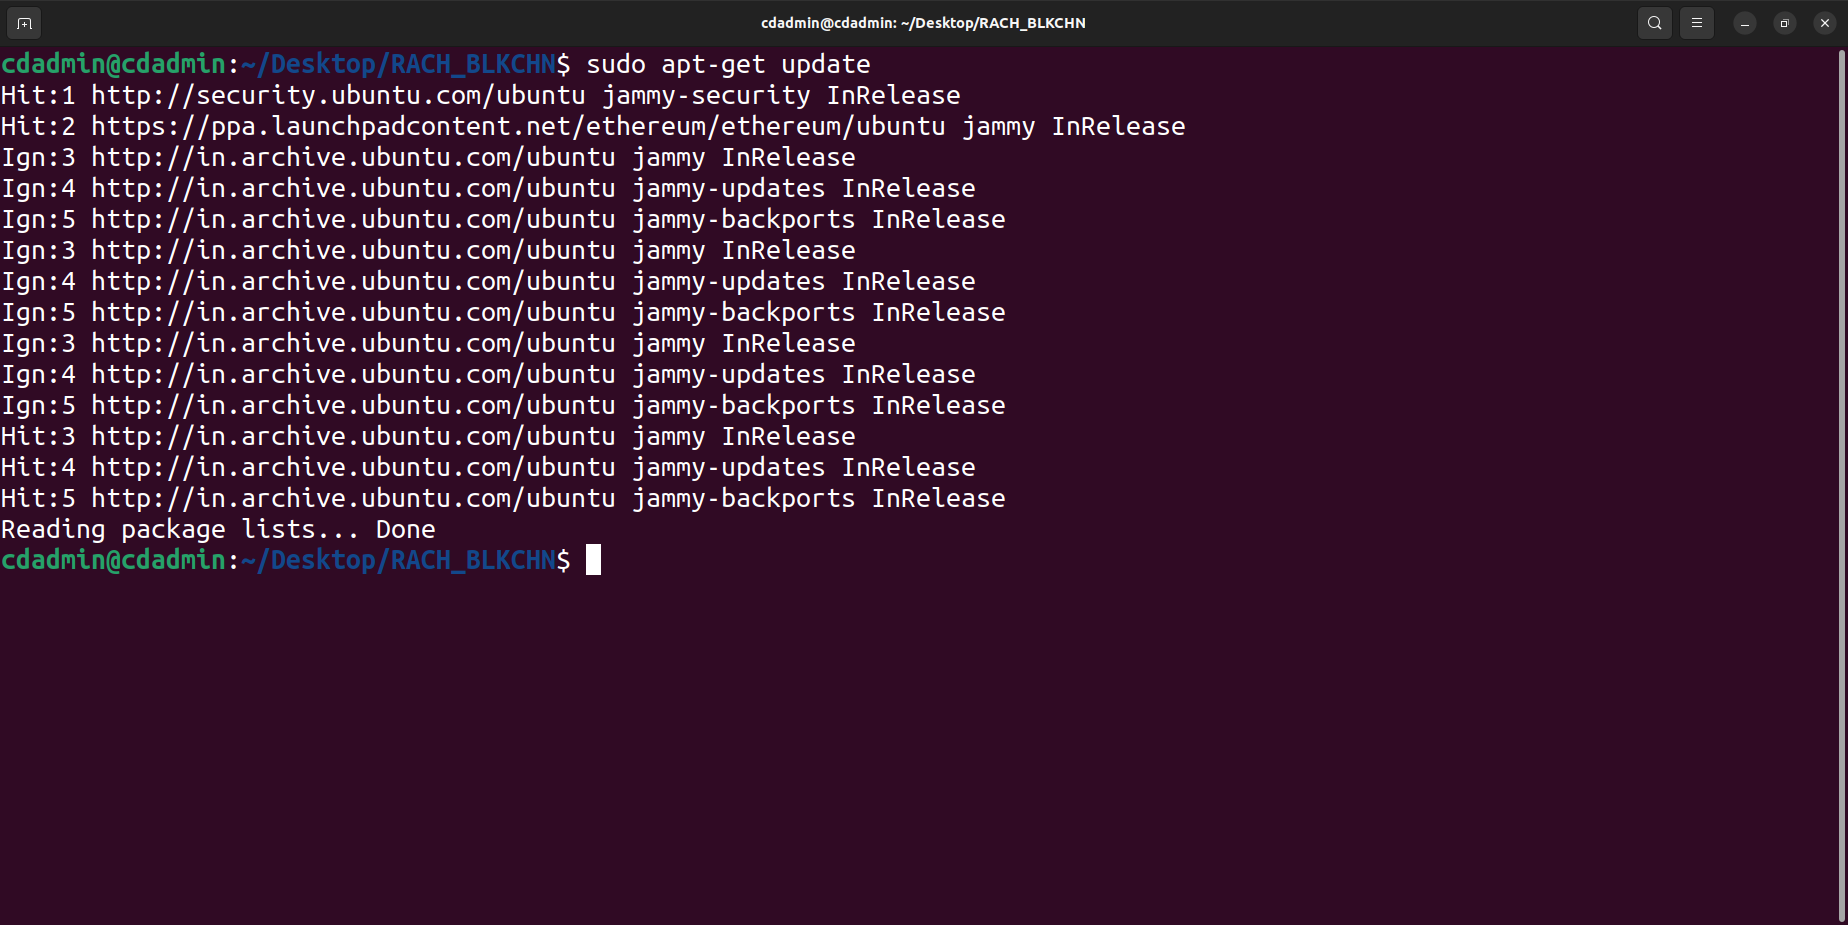 cdadmin@cdadmin: ~/Desktop/RACH_BLKCHN
cdadmin@cdadmin:~/Desktop/RACH_BLKCHN$ sudo apt-get update
Hit:1 http://security.ubuntu.com/ubuntu jammy-security InRelease
Hit:2 https://ppa.launchpadcontent.net/ethereum/ethereum/ubuntu jammy InRelease
Ign:3 http://in.archive.ubuntu.com/ubuntu jammy InRelease
Ign:4 http://in.archive.ubuntu.com/ubuntu jammy-updates InRelease
Ign:5 http://in.archive.ubuntu.com/ubuntu jammy-backports InRelease
Ign:3 http://in.archive.ubuntu.com/ubuntu jammy InRelease
Ign:4 http://in.archive.ubuntu.com/ubuntu jammy-updates InRelease
Ign:5 http://in.archive.ubuntu.com/ubuntu jammy-backports InRelease
Ign:3 http://in.archive.ubuntu.com/ubuntu jammy InRelease
Ign:4 http://in.archive.ubuntu.com/ubuntu jammy-updates InRelease
Ign:5 http://in.archive.ubuntu.com/ubuntu jammy-backports InRelease
Hit:3 http://in.archive.ubuntu.com/ubuntu jammy InRelease
Hit:4 http://in.archive.ubuntu.com/ubuntu jammy-updates InRelease
Hit:5 http://in.archive.ubuntu.com/ubuntu jammy-backports InRelease
Reading package lists... Done
cdadmin@cdadmin:~/Desktop/RACH_BLKCHN$